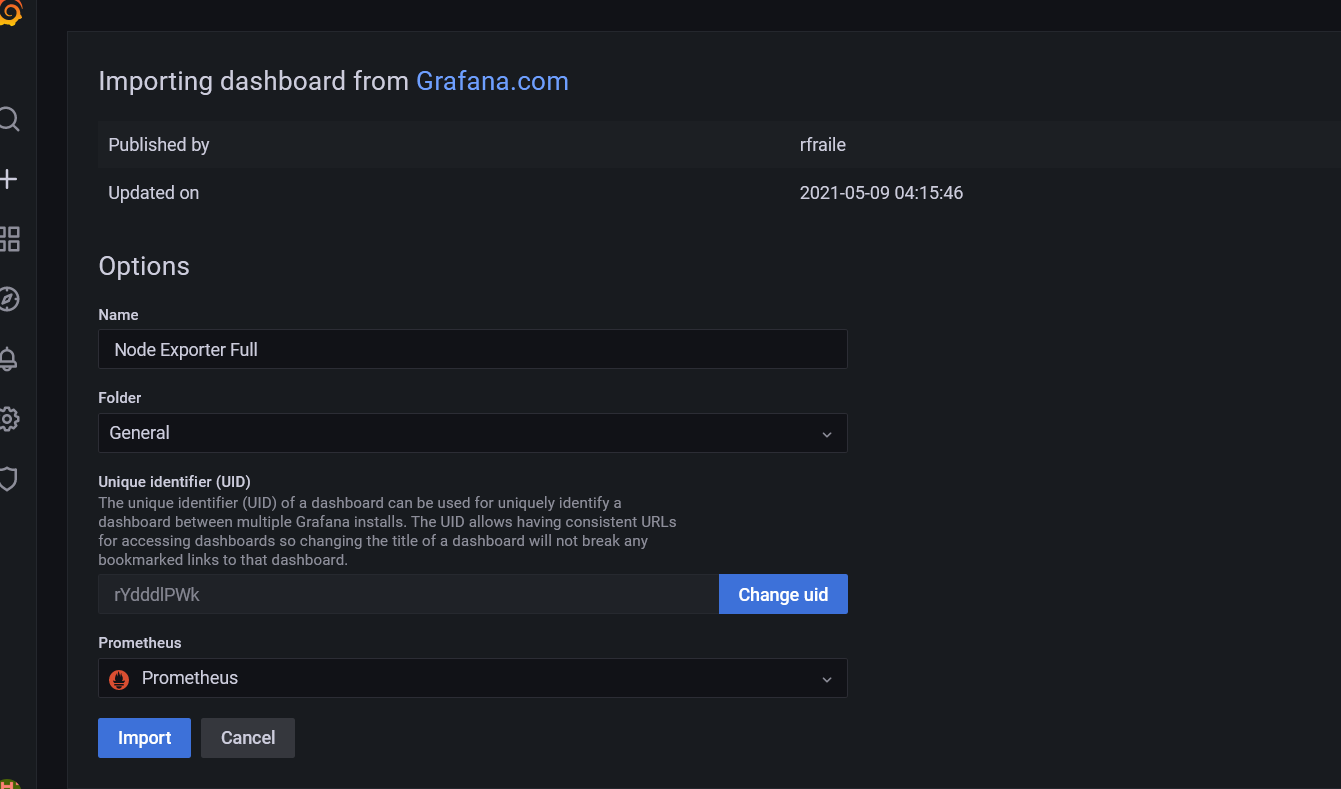 Importing dashboard from Grafana.com
Published by rfraile
Updated on 2021-05-09 04:15:46
Options
Name
Node Exporter Full
Folder
General
Unique identifier (UID)
The unique identifier (UID) of a dashboard can be used for uniquely identify a
dashboard between multiple Grafana installs. The UID allows having consistent URLs
for accessing dashboards so changing the title of a dashboard will not break any
bookmarked links to that dashboard.
rYdddlPWk Change uid
Prometheus
Prometheus
Import Cancel